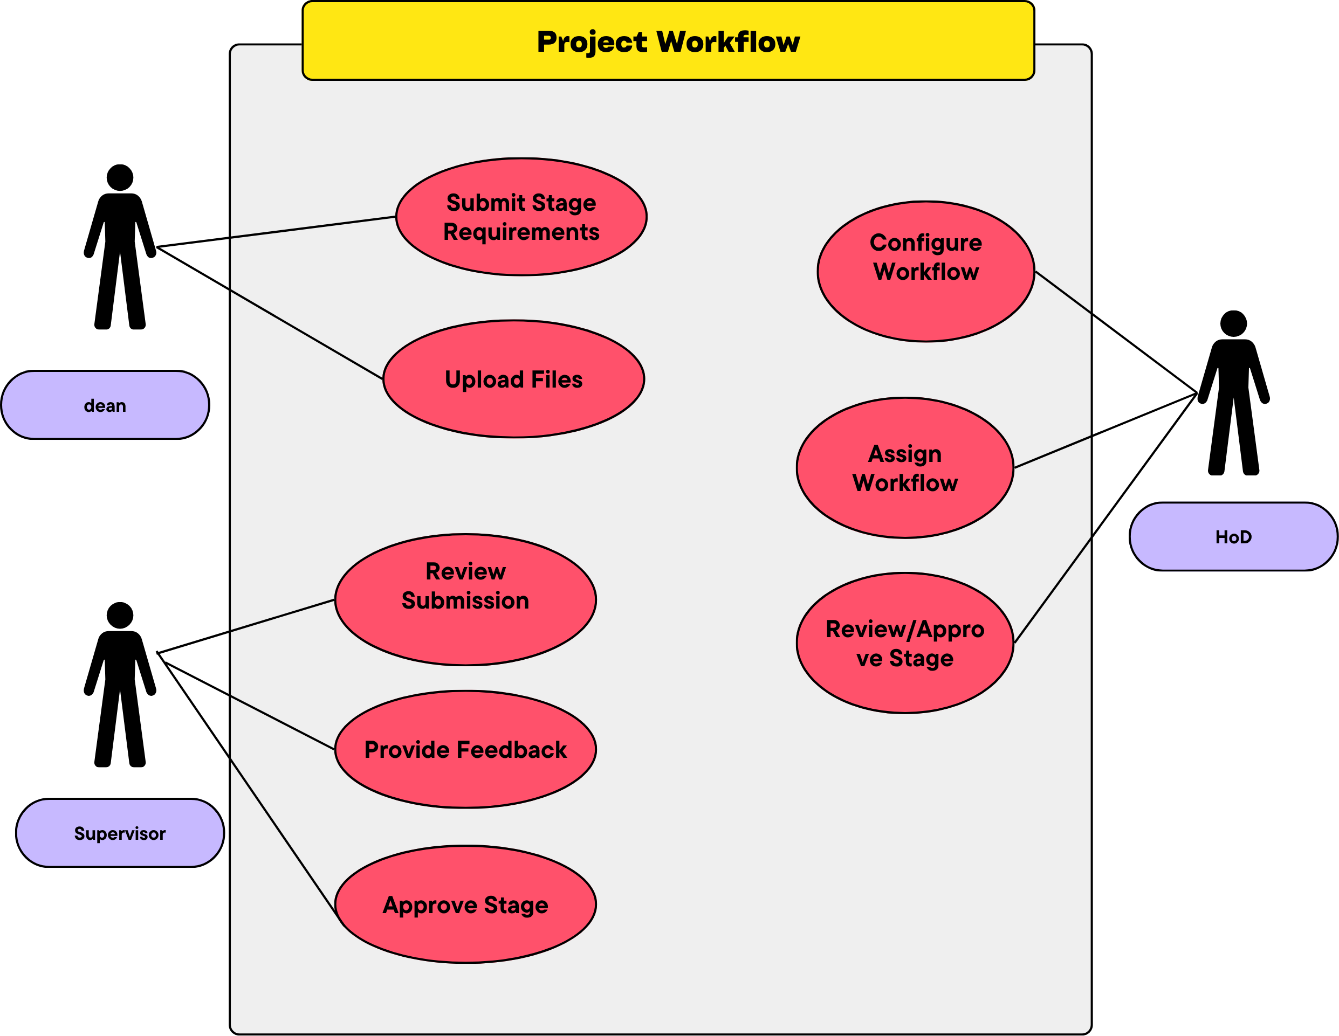 Project Workflow
Submit Stage
Requirements
Configure
Workflow
Upload Files
dean
Assign
Workflow
HoD
Review
Submission
Review/Appro
ve Stage
Provide Feedback
Supervisor
Approve Stage